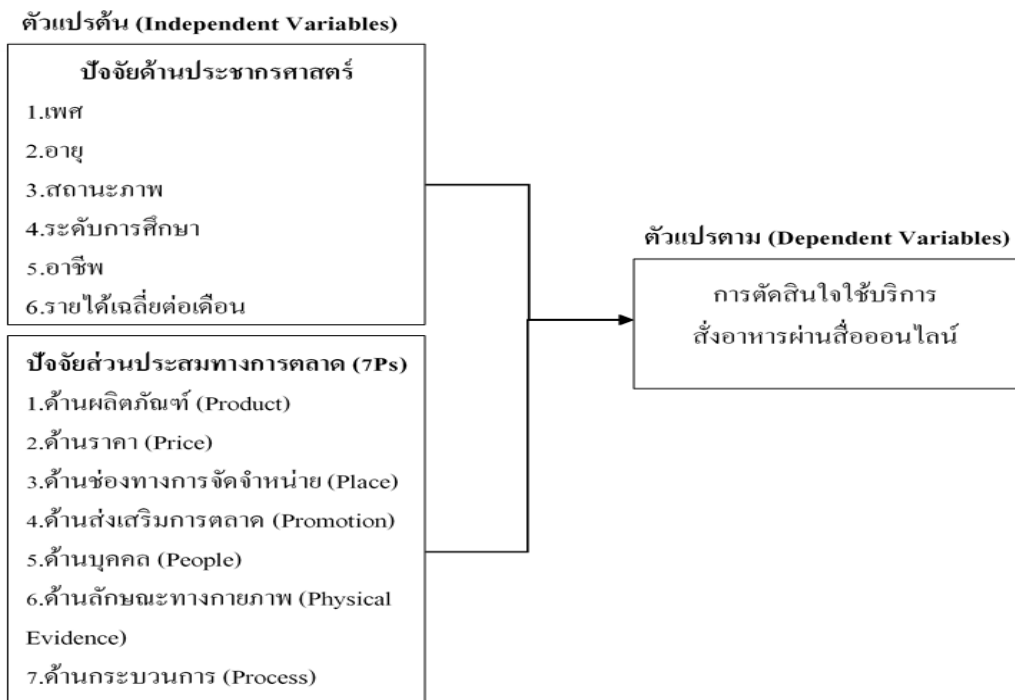 ตัวแปรต้น (Independent Variables)
ปัจจัยด้านประชากรศาสตร์
1.เพศ
2.อายุ
3.สถานะภาพ
4.ระดับการศึกษา
5.อาชีพ
6.รายได้เฉลี่ยต่อเดือน
ปัจจัยส่วนประสมทางการตลาด (7Ps)
1.ด้านผลิตภัณฑ์ (Product)
2.ด้านราคา (Price)
3.ด้านช่องทางการจัดจำหน่าย (Place)
4.ด้านส่งเสริมการตลาด (Promotion)
5.ด้านบุคคล (People)
6.ด้านลักษณะทางกายภาพ (Physical
Evidence)
7.ด้านกระบวนการ (Process)
ตัวแปรตาม (Dependent Variables)
การตัดสินใจใช้บริการ
สั่งอาหารผ่านสื่อออนไลน์